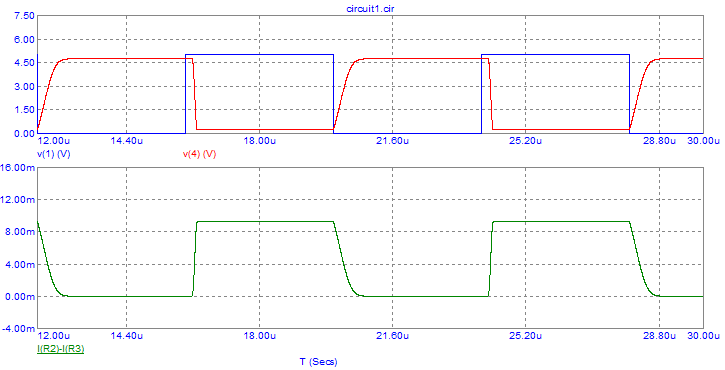 circuit1.cir
7.50
6.00
4.50
3.00
1.50
0.00
12.00u 14.40u 18.00u 21.60u 25.20u 28.80u 30.00u
v(1) (V) v(4) (V)
16.00m
12.00m
8.00m
4.00m
0.00m
-4.00m
12.00u 14.40u 18.00u 21.60u 25.20u 28.80u 30.00u
I(R2)-I(R3)
T (Secs)